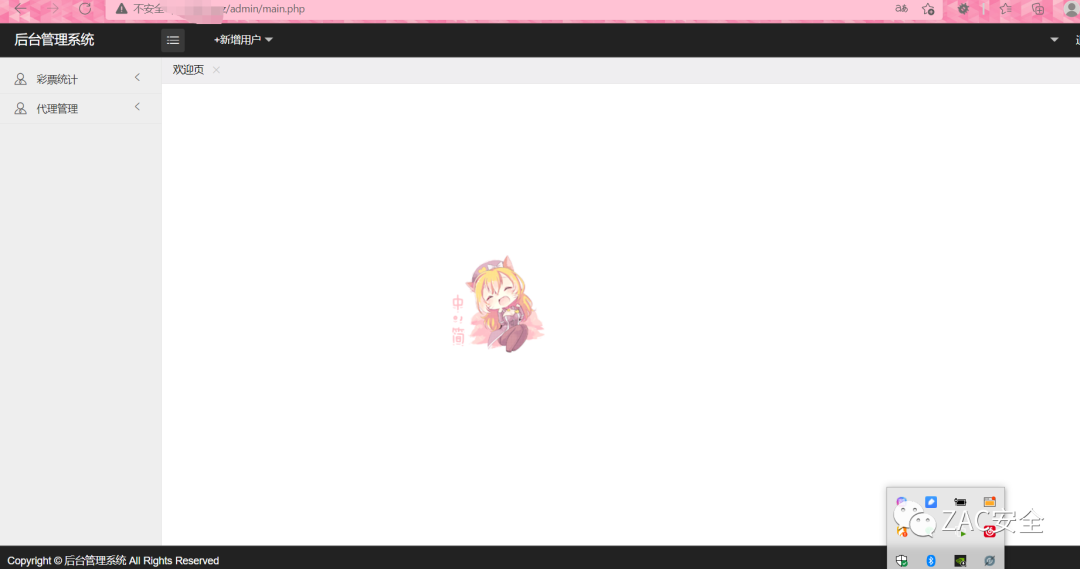 不安全
z/admin/main.php
aあ
后台管理系统
+新增用户
彩票统计
代理管理
欢迎页
中
简
ZAC安全
Copyright © 后台管理系统 All Rights Reserved